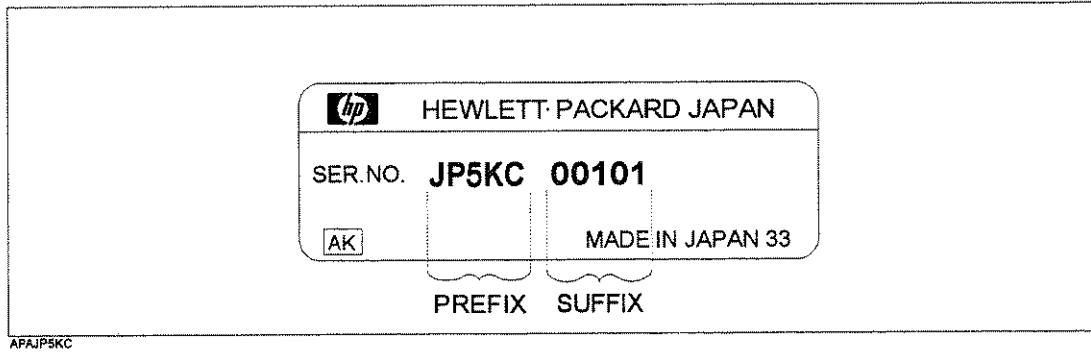 hp HEWLETT·PACKARD JAPAN
SER.NO. JP5KC 00101
AK MADE IN JAPAN 33
PREFIX SUFFIX
APAJP5KC